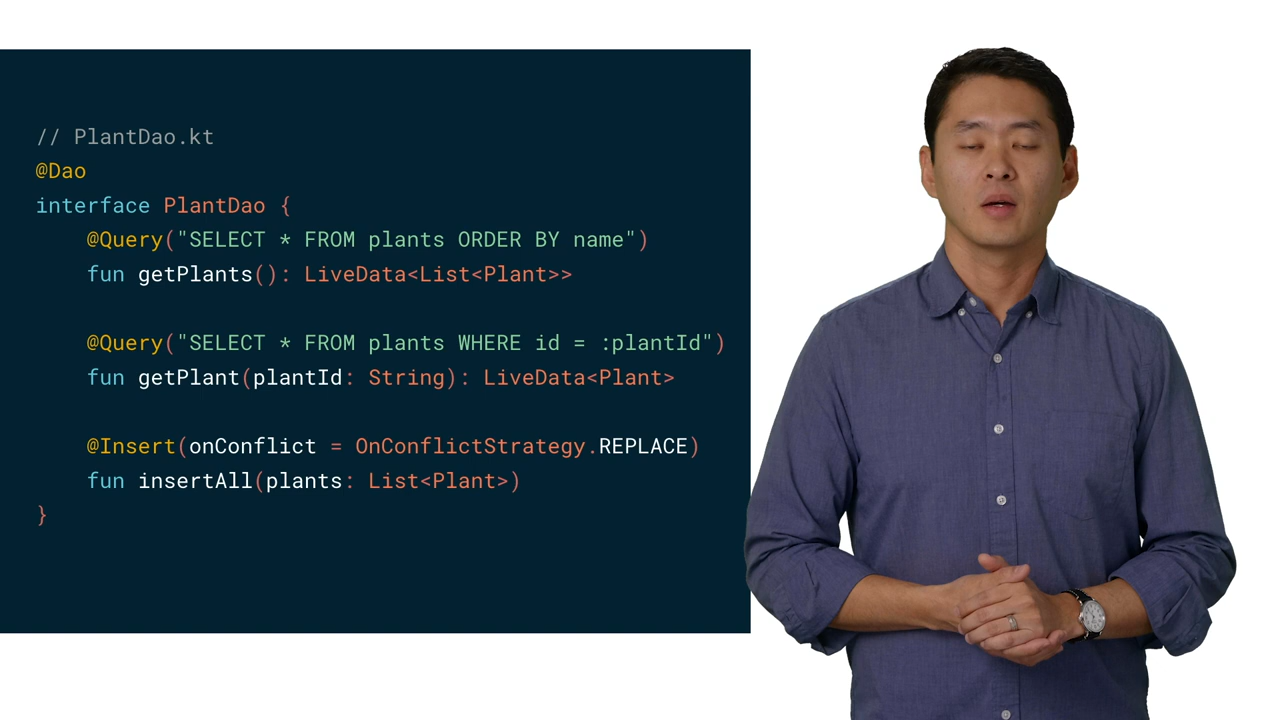 // PlantDao.kt
@Dao
interface PlantDao {
@Query("SELECT * FROM plants ORDER BY name")
fun getPlants(): LiveData<List<Plant>>
@Query("SELECT * FROM plants WHERE id = :plantId")
fun getPlant(plantId: String): LiveData<Plant>
@Insert(onConflict = OnConflictStrategy.REPLACE)
fun insertAll(plants: List<Plant>)
}